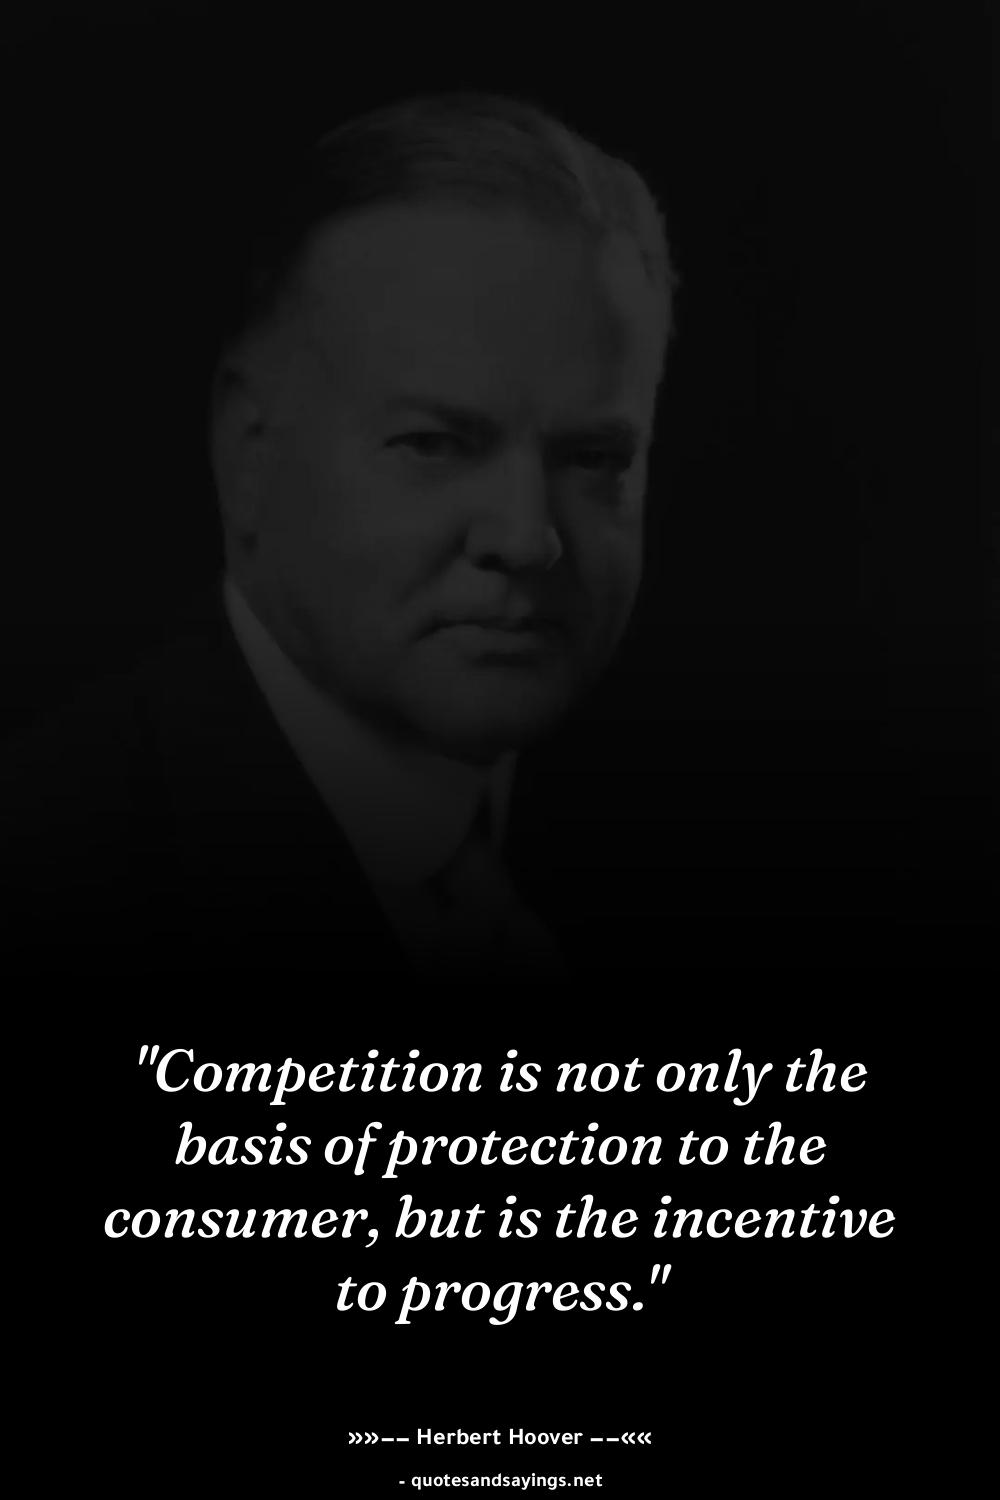 "Competition is not only the
basis of protection to the
consumer, but is the incentive
to progress."
»»−− Herbert Hoover −−««
- quotesandsayings.net